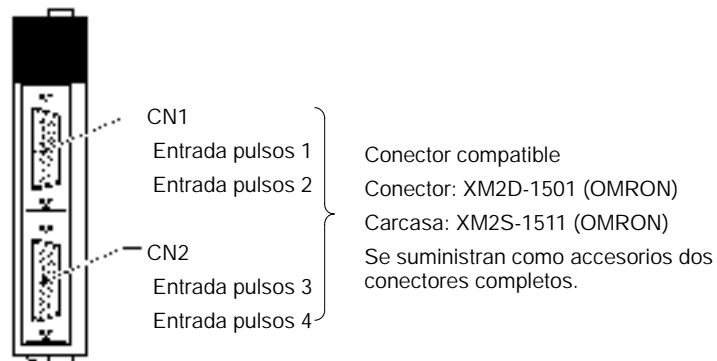 CN1
Entrada pulsos 1
Entrada pulsos 2
CN2
Entrada pulsos 3
Entrada pulsos 4
Conector compatible
Conector: XM2D-1501 (OMRON)
Carcasa: XM2S-1511 (OMRON)
Se suministran como accesorios dos
conectores completos.